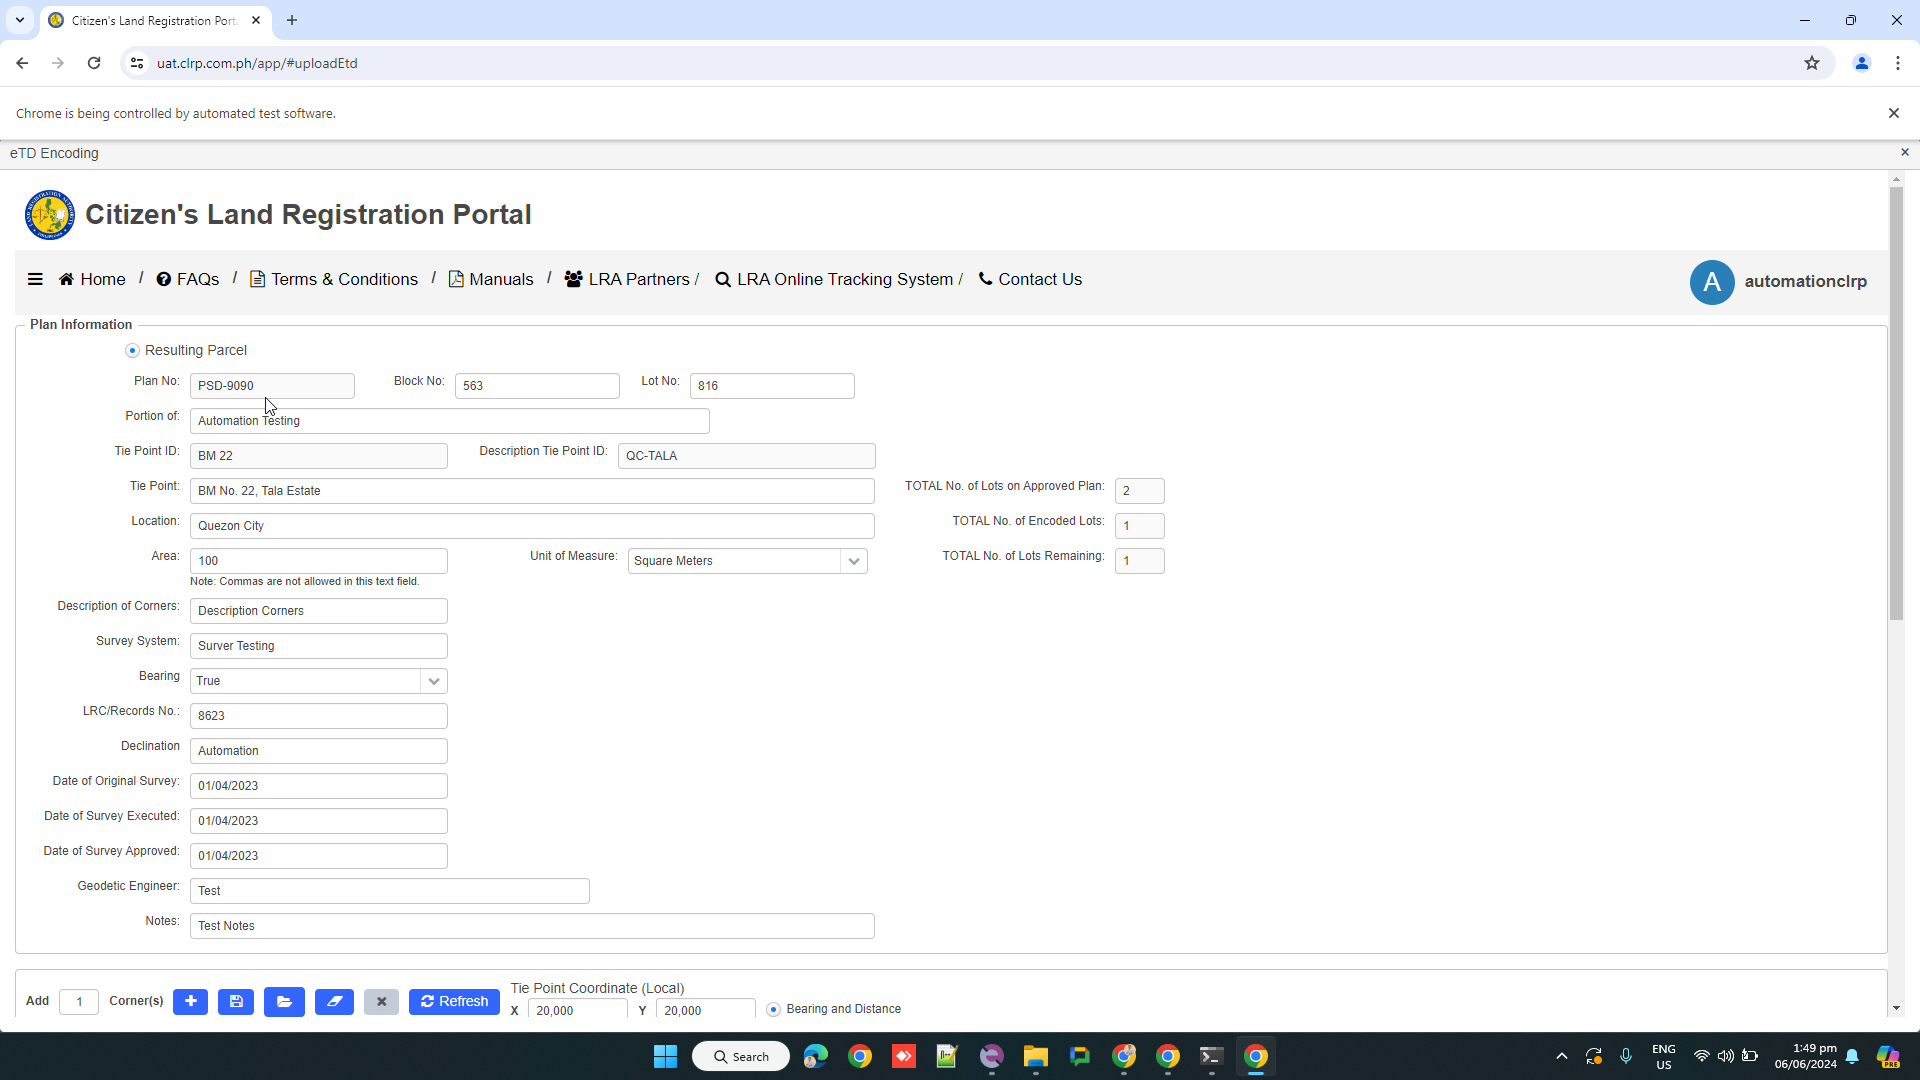 Citizen's Land Registration Port
uat.clrp.com.ph/app/#uploadEtd
Chrome is being controlled by automated test software.
eTD Encoding
Citizen's Land Registration Portal
Home / FAQs / Terms & Conditions / Manuals / LRA Partners / LRA Online Tracking System / Contact Us
A automationclrp
Plan Information
Resulting Parcel
Plan No: PSD-9090 Block No: 563 Lot No: 816
Portion of: Automation Testing
Tie Point ID: BM 22 Description Tie Point ID: QC-TALA
Tie Point: BM No. 22, Tala Estate TOTAL No. of Lots on Approved Plan: 2
Location: Quezon City TOTAL No. of Encoded Lots: 1
Area: 100 Unit of Measure: Square Meters TOTAL No. of Lots Remaining: 1
Note: Commas are not allowed in this text field.
Description of Corners: Description Corners
Survey System: Surver Testing
Bearing True
LRC/Records No.: 8623
Declination Automation
Date of Original Survey: 01/04/2023
Date of Survey Executed: 01/04/2023
Date of Survey Approved: 01/04/2023
Geodetic Engineer: Test
Notes: Test Notes
Add 1 Corner(s) Refresh
Tie Point Coordinate (Local)
X 20,000 Y 20,000 Bearing and Distance
Search
ENG
US
1:49 pm
06/06/2024
PRE